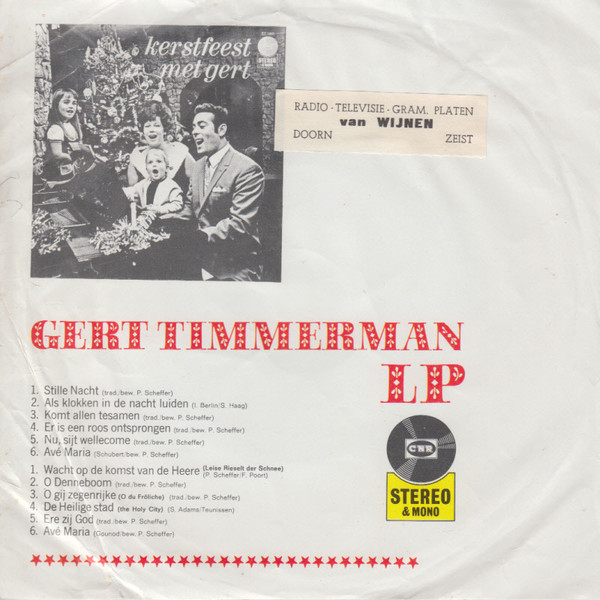 kerstfeest
met gert
STEREO
RADIO - TELEVISIE - GRAM. PLATEN
van WIJNEN
DOORN ZEIST
GERT TIMMERMAN
LP
1. Stille Nacht (trad./bew. P. Scheffer)
2. Als klokken in de nacht luiden (I. Berlin/S. Haag)
3. Komt allen tesamen (trad./bew. P. Scheffer)
4. Er is een roos ontsprongen (trad./bew. P. Scheffer)
5. Nu, sijt wellecome (trad./bew. P. Scheffer)
6. Avé Maria (Schubert/bew. P. Scheffer)
1. Wacht op de komst van de Heere (Leise Rieselt der Schnee) (P. Scheffer/F. Poort)
2. O Denneboom (trad./bew. P. Scheffer)
3. O gij zegenrijke (O du Fröliche) (trad./bew. P. Scheffer)
4. De Heilige stad (the Holy City) (S. Adams/Teunissen)
5. Ere zij God (trad./bew. P. Scheffer)
6. Avé Maria (Gounod/bew. P. Scheffer)
CNR
STEREO
& MONO